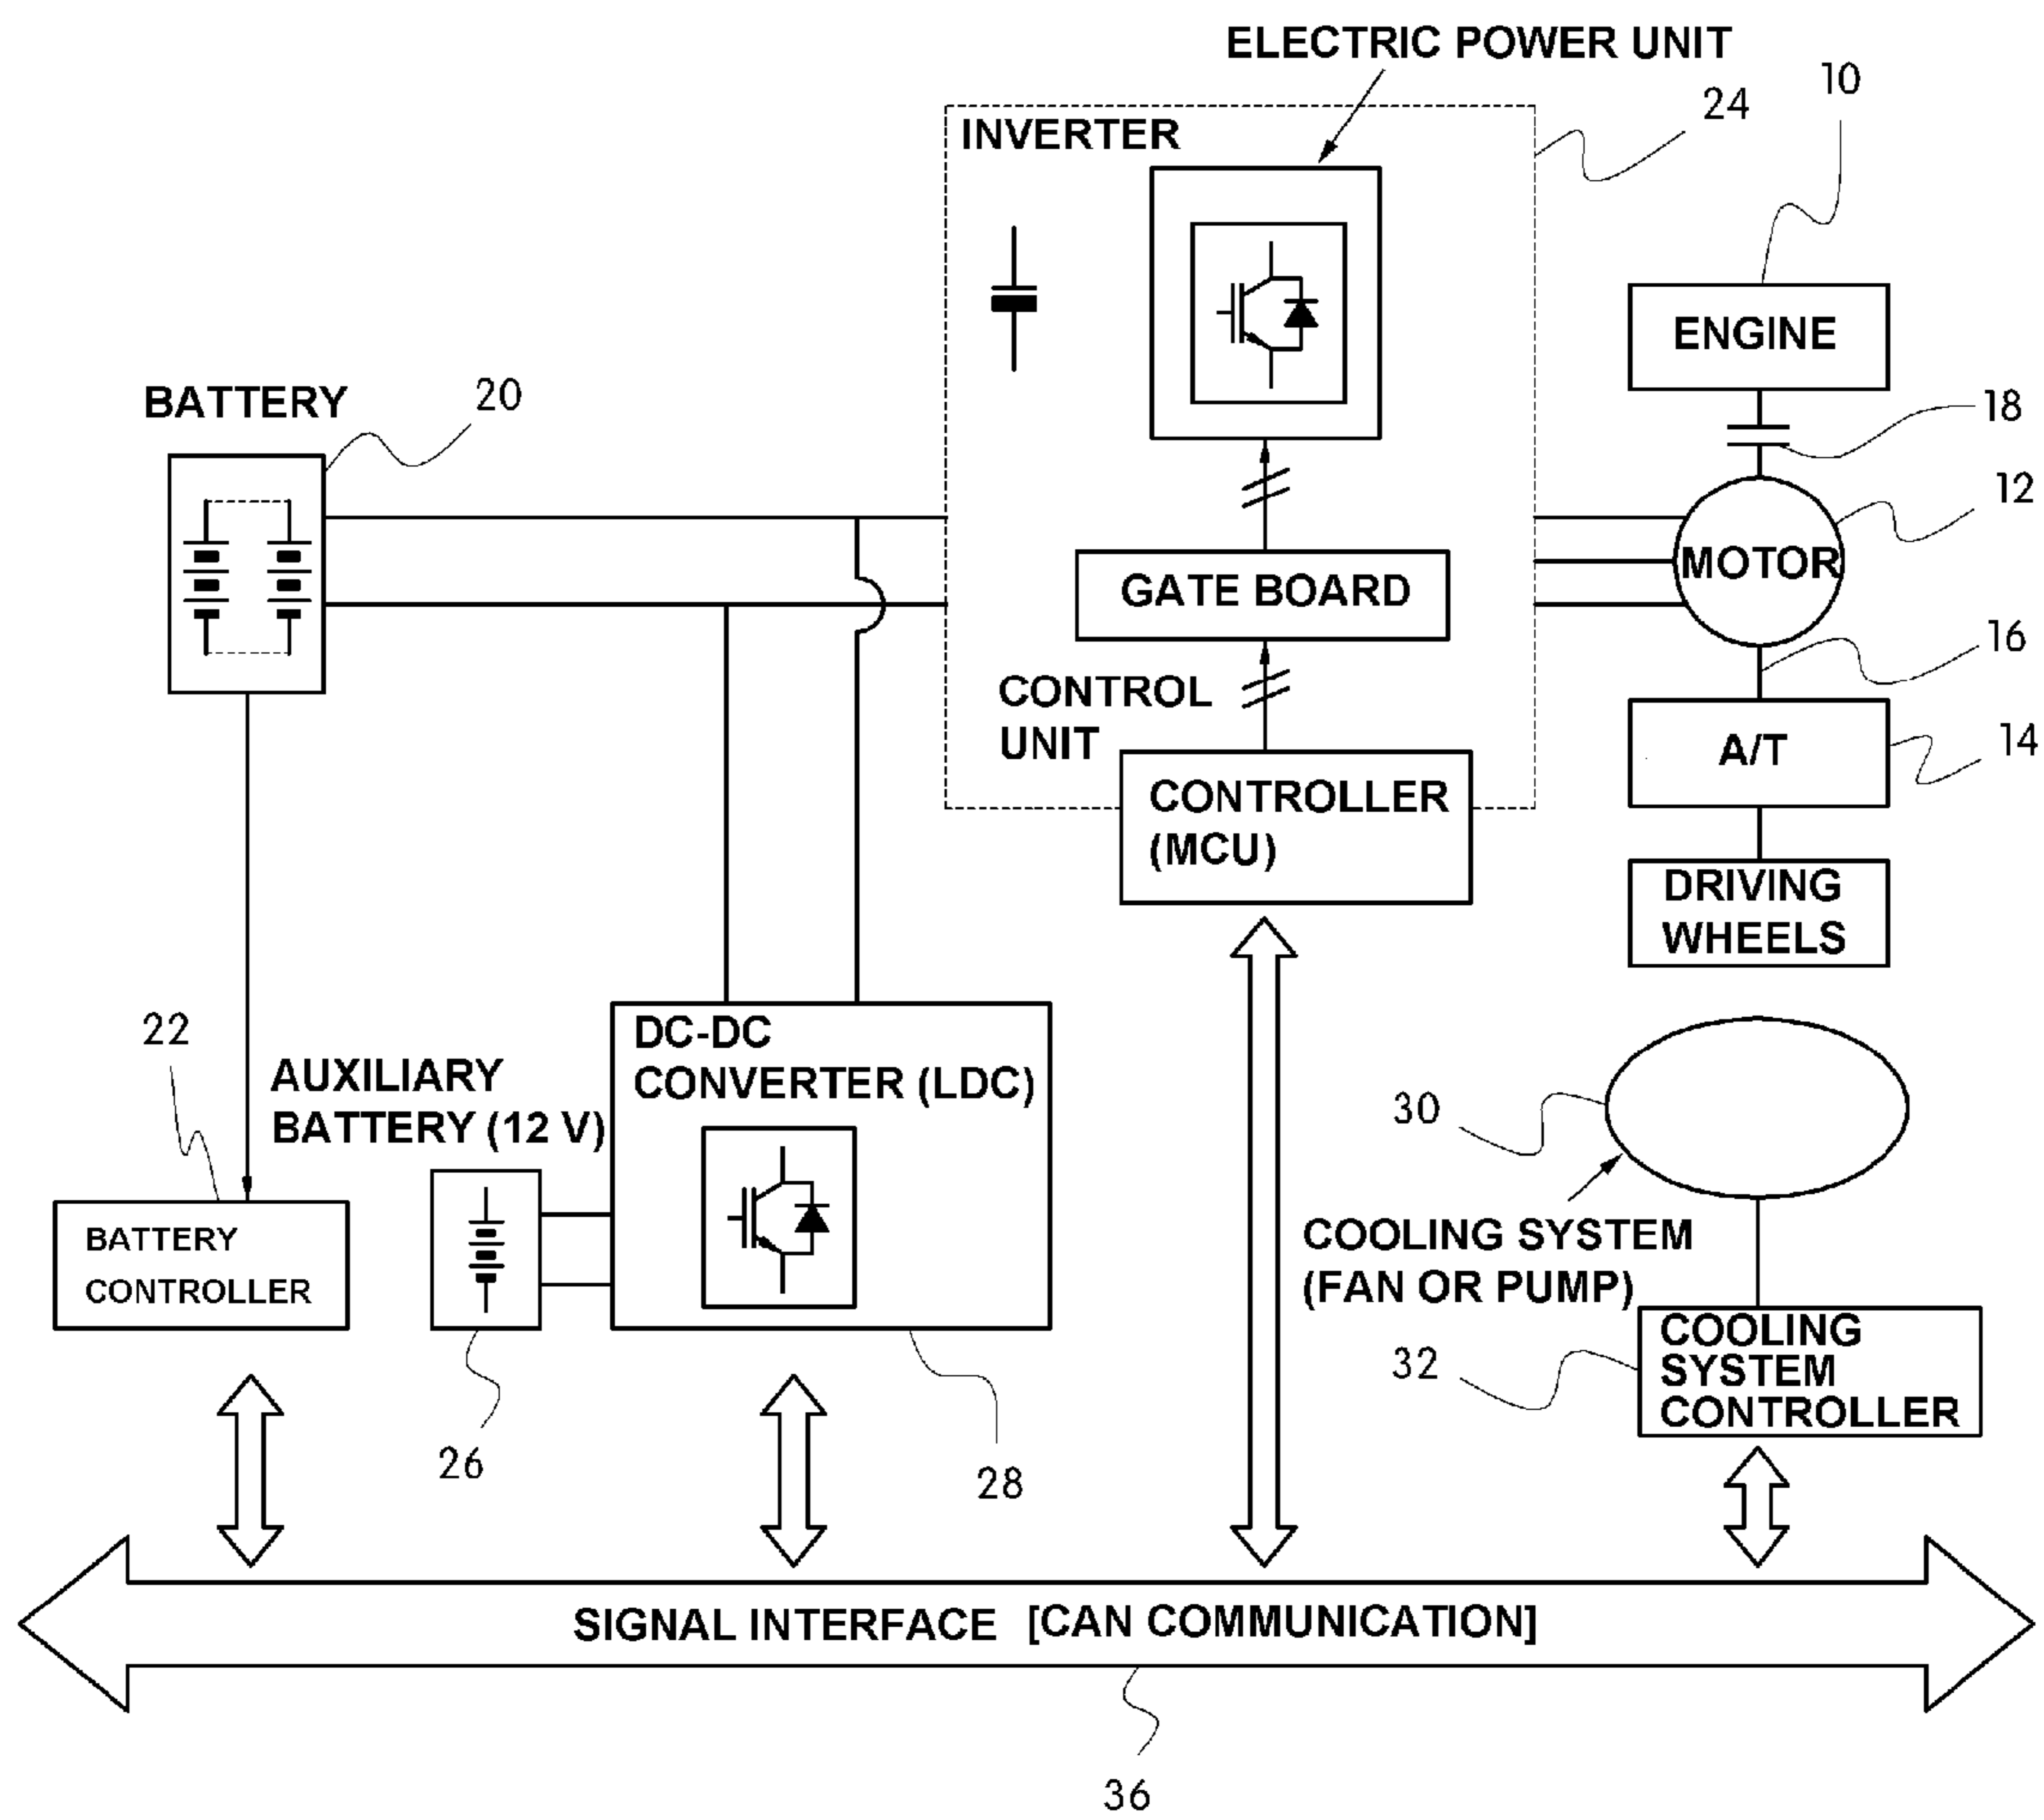 ELECTRIC POWER UNIT
10
24
INVERTER
ENGINE
BATTERY
20
18
12
MOTOR
GATE BOARD
16
CONTROL
UNIT
A/T
14
CONTROLLER
(MCU)
DRIVING
WHEELS
22
DC-DC
CONVERTER (LDC)
AUXILIARY
BATTERY (12 V)
30
BATTERY
CONTROLLER
COOLING SYSTEM
(FAN OR PUMP)
COOLING
SYSTEM
CONTROLLER
32
26
28
SIGNAL INTERFACE [CAN COMMUNICATION]
36